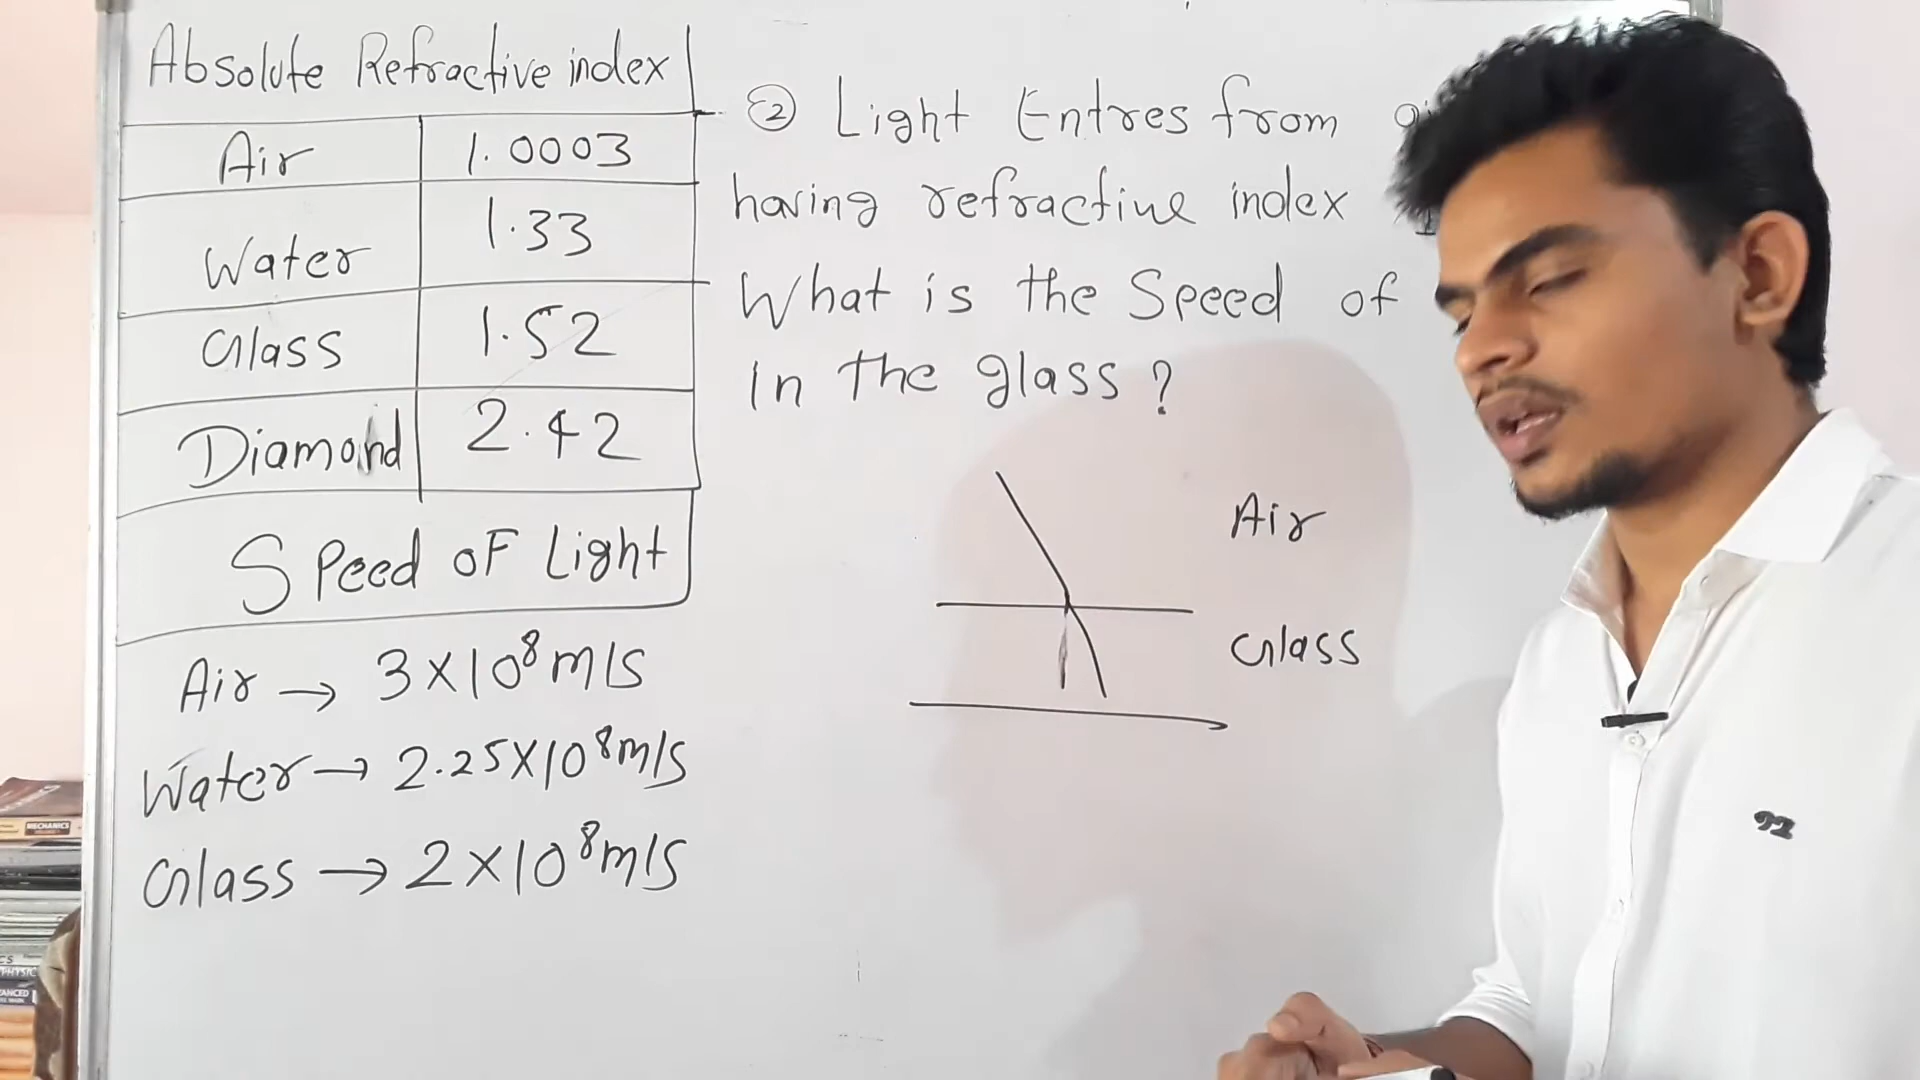 Absolute Refractive index
Air 1.0003
Water 1.33
Glass 1.52
Diamond 2.42
Speed of Light
Air → 3×10⁸ m/s
Water → 2.25×10⁸ m/s
Glass → 2×10⁸ m/s
② Light Entres from
having refractive index
What is the Speed of
in the glass?
Air
Glass
MECHANICS